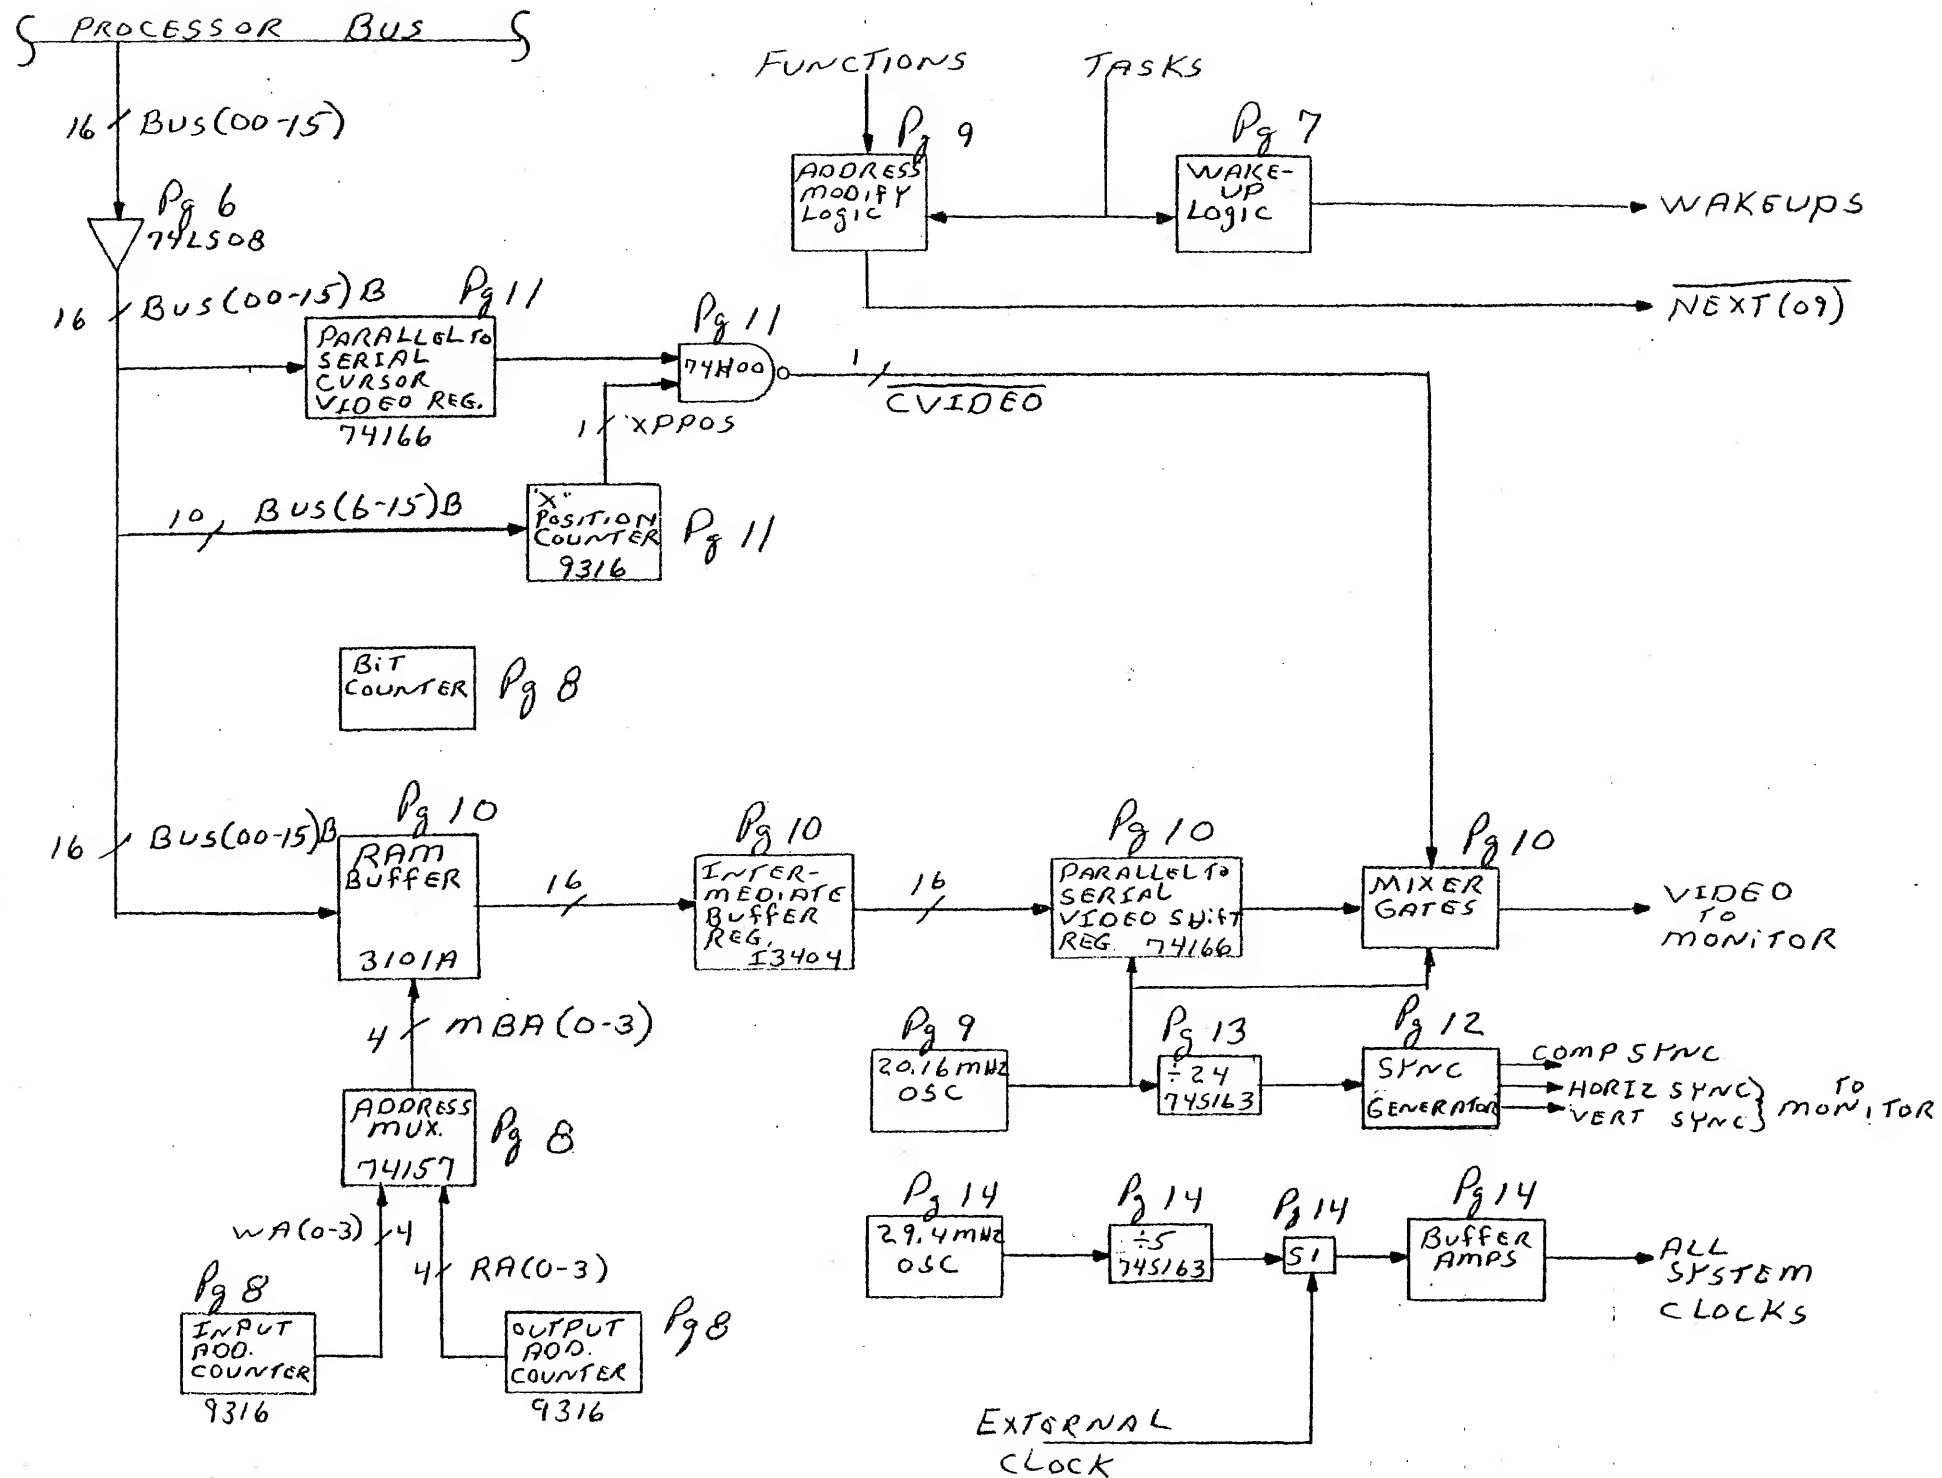 PROCESSOR BUS
16
BUS(00-15)
Pg 6
74LS08
16
BUS(00-15)B
Pg 11
PARALLEL TO
SERIAL
CURSOR
VIDEO REG.
74166
Pg 11
74H00
1
CVIDEO
1
XPPOS
10
BUS(6-15)B
"X"
POSITION
COUNTER
9316
Pg 11
FUNCTIONS
TASKS
Pg 9
ADDRESS
MODIFY
LOGIC
Pg 7
WAKE-
UP
LOGIC
WAKEUPS
NEXT(09)
BIT
COUNTER
Pg 8
16
BUS(00-15)B
Pg 10
RAM
BUFFER
3101A
16
Pg 10
INTER-
MEDIATE
BUFFER
REG.
I3404
16
Pg 10
PARALLEL TO
SERIAL
VIDEO SHIFT
REG. 74166
Pg 10
MIXER
GATES
VIDEO
TO
MONITOR
4
MBA(0-3)
ADDRESS
MUX.
74157
Pg 8
WA(0-3)
4
4
RA(0-3)
Pg 8
INPUT
ADD.
COUNTER
9316
OUTPUT
ADD.
COUNTER
9316
Pg 8
Pg 9
20.16 MHZ
OSC
Pg 13
÷24
74S163
Pg 12
SYNC
GENERATOR
COMP SYNC
HORIZ SYNC
VERT SYNC
TO
MONITOR
Pg 14
29.4 MHZ
OSC
Pg 14
÷5
74S163
Pg 14
S1
Pg 14
BUFFER
AMPS
ALL
SYSTEM
CLOCKS
EXTERNAL
CLOCK